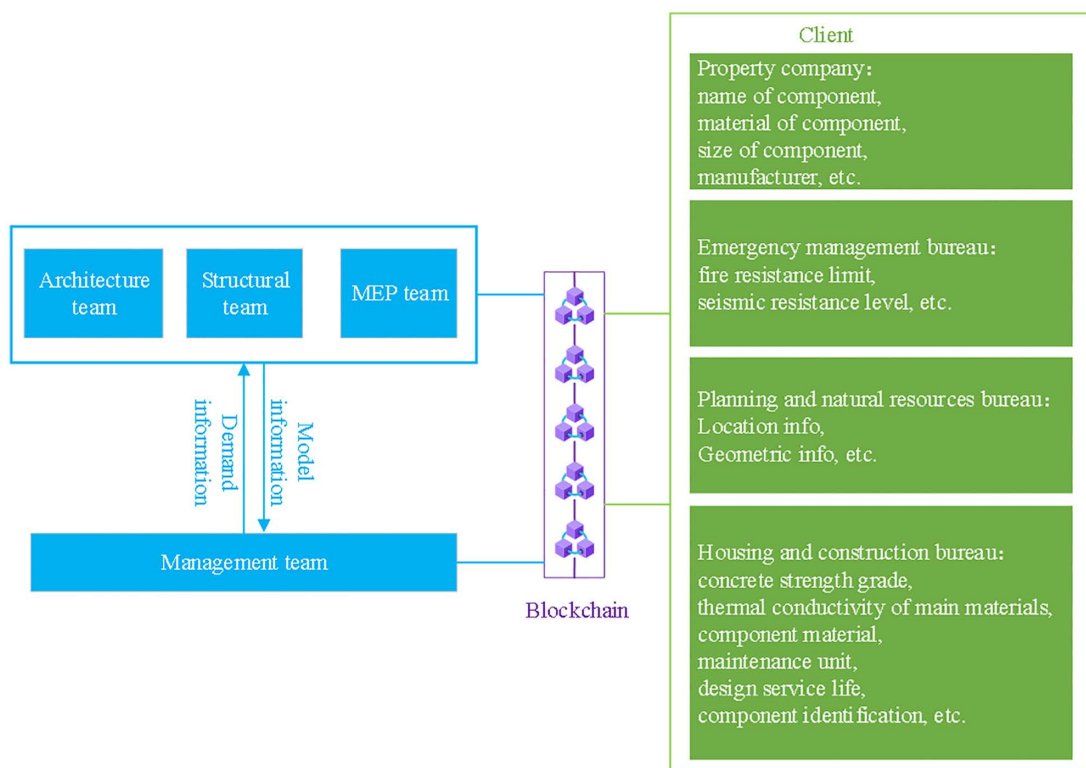 Architecture
team
Structural
team
MEP team
Demand
information
Model
information
Management team
Blockchain
Client
Property company：
name of component,
material of component,
size of component,
manufacturer, etc.
Emergency management bureau：
fire resistance limit,
seismic resistance level, etc.
Planning and natural resources bureau：
Location info,
Geometric info, etc.
Housing and construction bureau：
concrete strength grade,
thermal conductivity of main materials,
component material,
maintenance unit,
design service life,
component identification, etc.